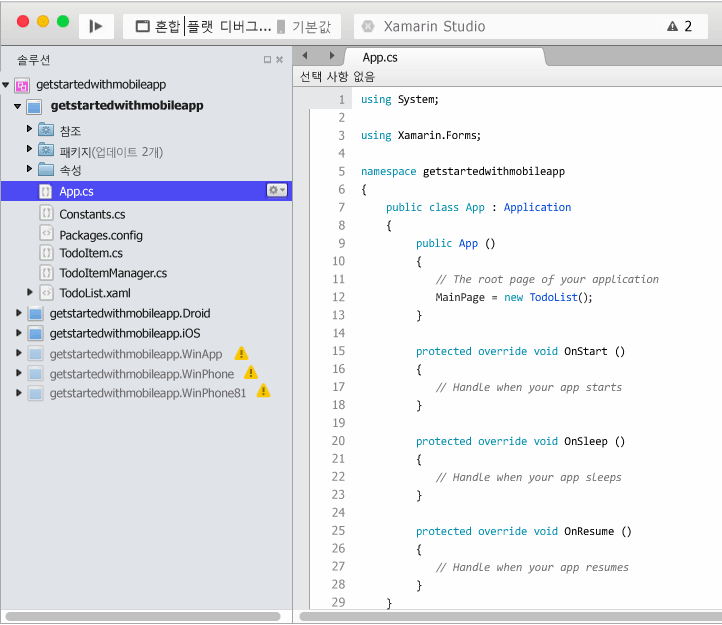 혼합 플랫 디버그... 기본값
Xamarin Studio
2
솔루션
getstartedwithmobileapp
getstartedwithmobileapp
참조
패키지(업데이트 2개)
속성
App.cs
Constants.cs
Packages.config
TodoItem.cs
TodoItemManager.cs
TodoList.xaml
getstartedwithmobileapp.Droid
getstartedwithmobileapp.iOS
getstartedwithmobileapp.WinApp
getstartedwithmobileapp.WinPhone
getstartedwithmobileapp.WinPhone81
App.cs
선택 사항 없음
1 using System;
2
3 using Xamarin.Forms;
4
5 namespace getstartedwithmobileapp
6 {
7 public class App : Application
8 {
9 public App ()
10 {
11 // The root page of your application
12 MainPage = new TodoList();
13 }
14
15 protected override void OnStart ()
16 {
17 // Handle when your app starts
18 }
19
20 protected override void OnSleep ()
21 {
22 // Handle when your app sleeps
23 }
24
25 protected override void OnResume ()
26 {
27 // Handle when your app resumes
28 }
29 }